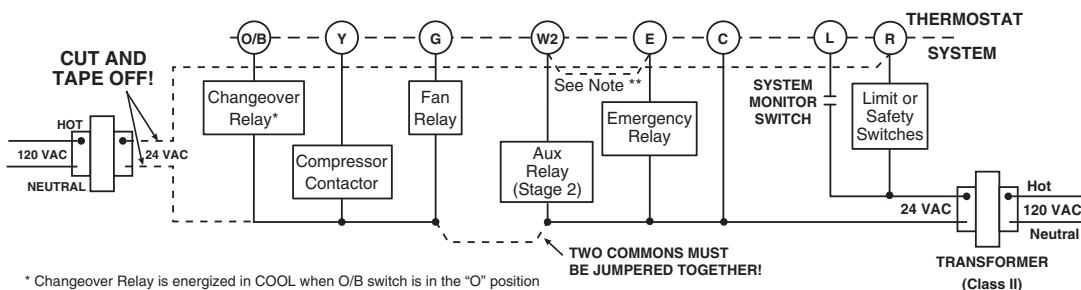 THERMOSTAT
O/B Y G W2 E C L R
SYSTEM
CUT AND
TAPE OFF!
See Note **
SYSTEM
MONITOR
SWITCH
Changeover
Relay*
Fan
Relay
Emergency
Relay
Limit or
Safety
Switches
HOT
120 VAC
24 VAC
NEUTRAL
Compressor
Contactor
Aux
Relay
(Stage 2)
24 VAC
Hot
120 VAC
Neutral
TWO COMMONS MUST
BE JUMPERED TOGETHER!
TRANSFORMER
(Class II)
* Changeover Relay is energized in COOL when O/B switch is in the “O” position